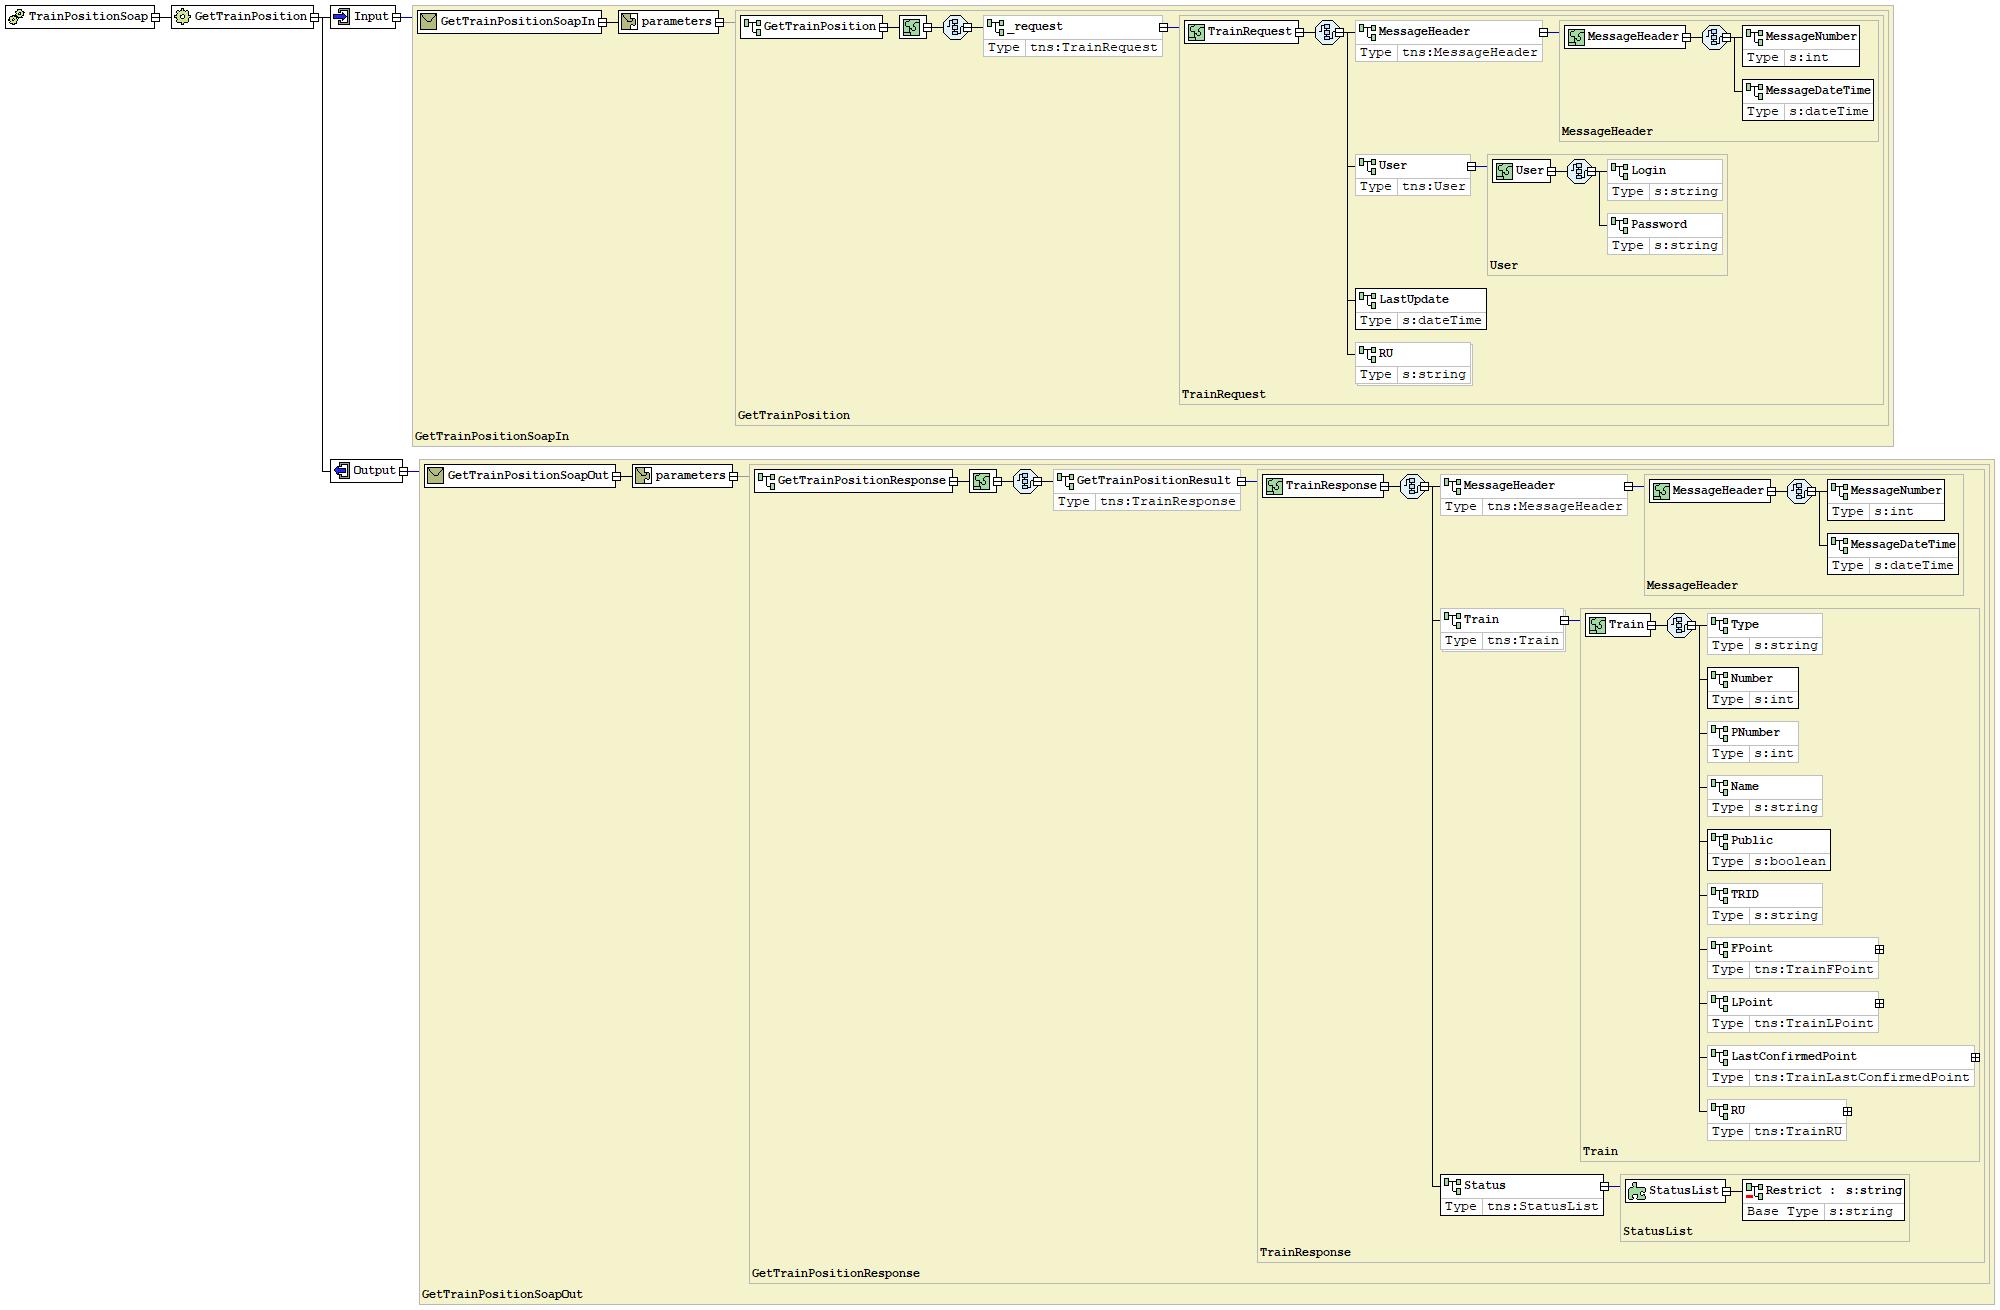 TrainPositionSoap
GetTrainPosition
Input
GetTrainPositionSoapIn
parameters
GetTrainPosition
_request
Type tns:TrainRequest
TrainRequest
MessageHeader
Type tns:MessageHeader
MessageHeader
MessageNumber
Type s:int
MessageDateTime
Type s:dateTime
MessageHeader
User
Type tns:User
User
Login
Type s:string
Password
Type s:string
User
LastUpdate
Type s:dateTime
RU
Type s:string
TrainRequest
GetTrainPosition
GetTrainPositionSoapIn
Output
GetTrainPositionSoapOut
parameters
GetTrainPositionResponse
GetTrainPositionResult
Type tns:TrainResponse
TrainResponse
MessageHeader
Type tns:MessageHeader
MessageHeader
MessageNumber
Type s:int
MessageDateTime
Type s:dateTime
MessageHeader
Train
Type tns:Train
Train
Type
Type s:string
Number
Type s:int
PNumber
Type s:int
Name
Type s:string
Public
Type s:boolean
TRID
Type s:string
FPoint
Type tns:TrainFPoint
LPoint
Type tns:TrainLPoint
LastConfirmedPoint
Type tns:TrainLastConfirmedPoint
RU
Type tns:TrainRU
Train
Status
Type tns:StatusList
StatusList
Restrict : s:string
Base Type s:string
StatusList
TrainResponse
GetTrainPositionResponse
GetTrainPositionSoapOut